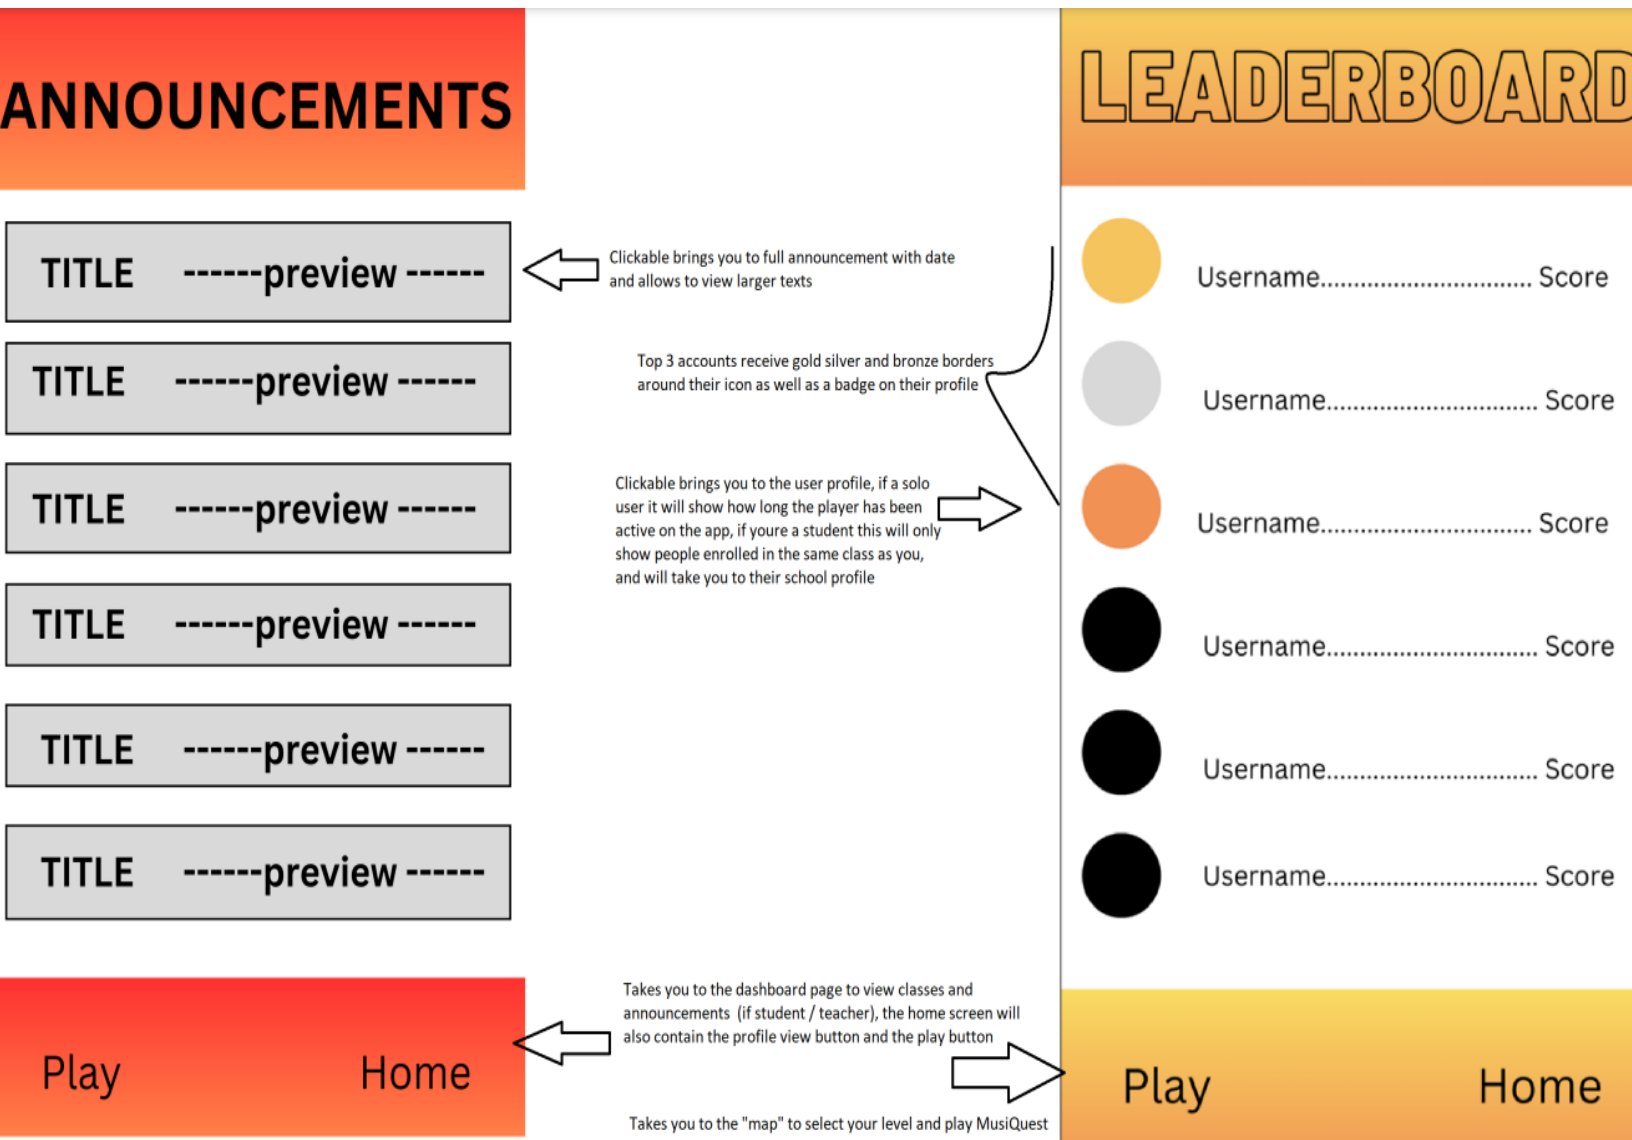 ANNOUNCEMENTS
TITLE ------preview ------
TITLE ------preview ------
TITLE ------preview ------
TITLE ------preview ------
TITLE ------preview ------
TITLE ------preview ------
Play Home
Clickable brings you to full announcement with date
and allows to view larger texts
Top 3 accounts receive gold silver and bronze borders
around their icon as well as a badge on their profile
Clickable brings you to the user profile, if a solo
user it will show how long the player has been
active on the app, if youre a student this will only
show people enrolled in the same class as you,
and will take you to their school profile
Takes you to the dashboard page to view classes and
announcements (if student / teacher), the home screen will
also contain the profile view button and the play button
Takes you to the "map" to select your level and play MusiQuest
LEADERBOARD
Username................................ Score
Username................................ Score
Username................................ Score
Username................................ Score
Username................................ Score
Username................................ Score
Play Home